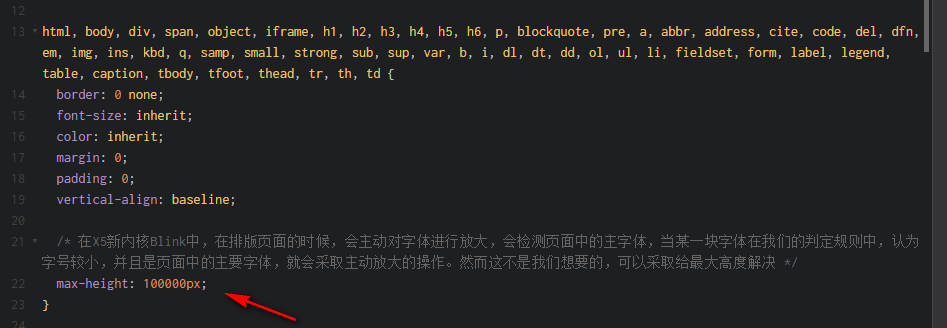 12
13 html, body, div, span, object, iframe, h1, h2, h3, h4, h5, h6, p, blockquote, pre, a, abbr, address, cite, code, del, dfn,
em, img, ins, kbd, q, samp, small, strong, sub, sup, var, b, i, dl, dt, dd, ol, ul, li, fieldset, form, label, legend,
table, caption, tbody, tfoot, thead, tr, th, td {
14 border: 0 none;
15 font-size: inherit;
16 color: inherit;
17 margin: 0;
18 padding: 0;
19 vertical-align: baseline;
20
21 /* 在X5新内核Blink中，在排版页面的时候，会主动对字体进行放大，会检测页面中的主字体，当某一块字体在我们的判定规则中，认为
字号较小，并且是页面中的主要字体，就会采取主动放大的操作。然而这不是我们想要的，可以采取给最大高度解决 */
22 max-height: 100000px;
23 }
24